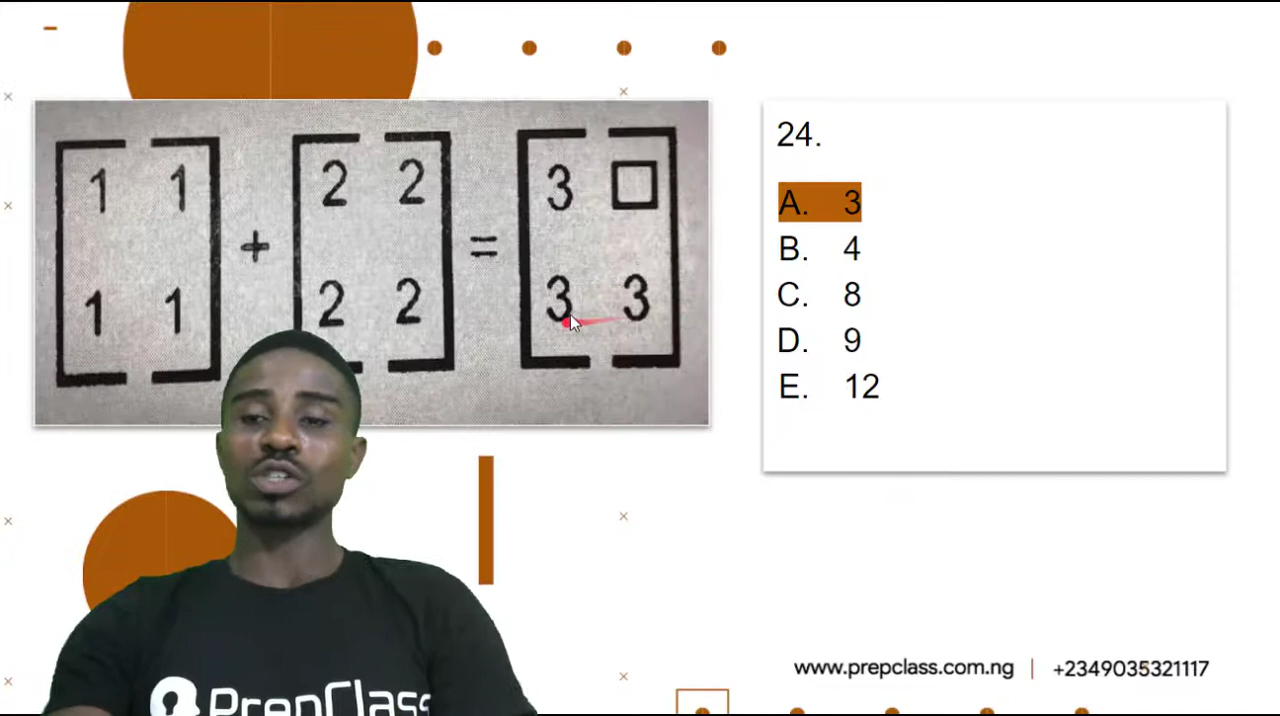 1 1 2 2 3 □
+ =
1 1 2 2 3 3
24.
A. 3
B. 4
C. 8
D. 9
E. 12
PrepClass
www.prepclass.com.ng | +2349035321117